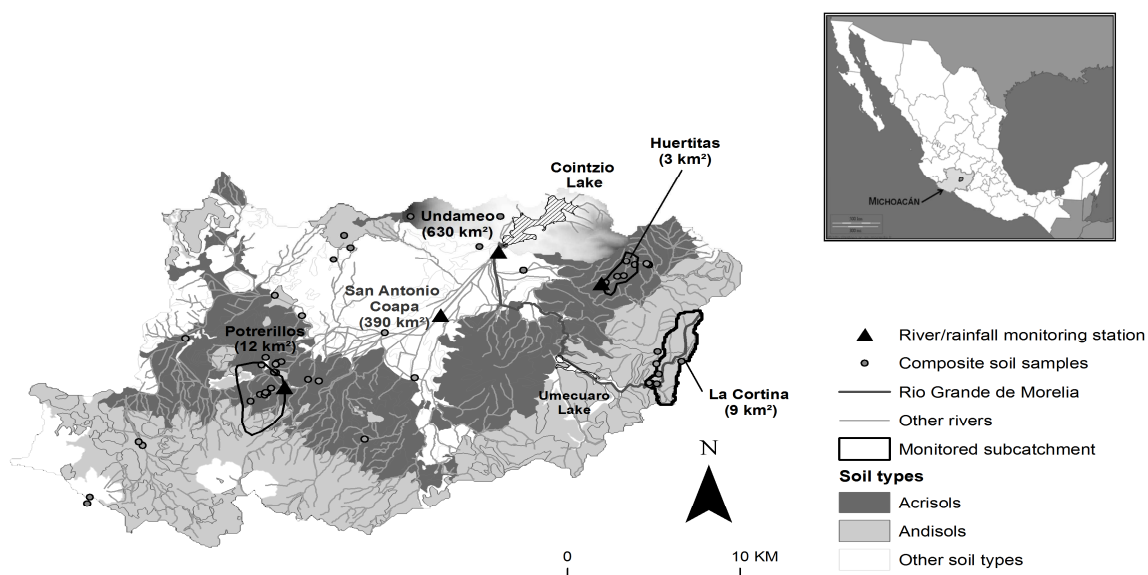 Huertitas
(3 km²)
Cointzio
Lake
Undameo
(630 km²)
San Antonio
Coapa
(390 km²)
Potrerillos
(12 km²)
Umecuaro
Lake
La Cortina
(9 km²)
N
0
10 KM
MICHOACÁN
River/rainfall monitoring station
Composite soil samples
Rio Grande de Morelia
Other rivers
Monitored subcatchment
Soil types
Acrisols
Andisols
Other soil types